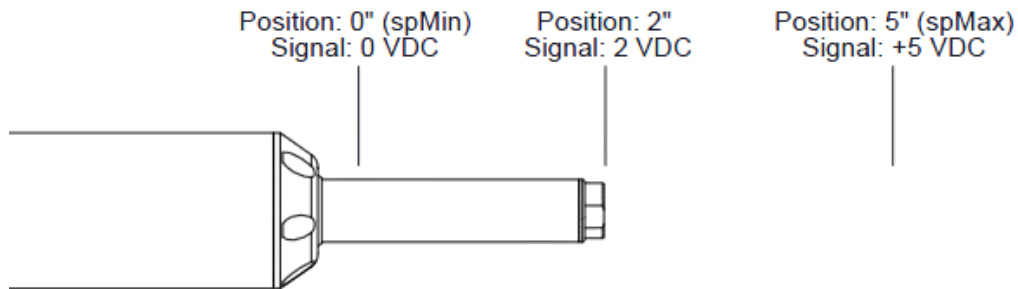 Position: 0" (spMin)
Signal: 0 VDC
Position: 2"
Signal: 2 VDC
Position: 5" (spMax)
Signal: +5 VDC